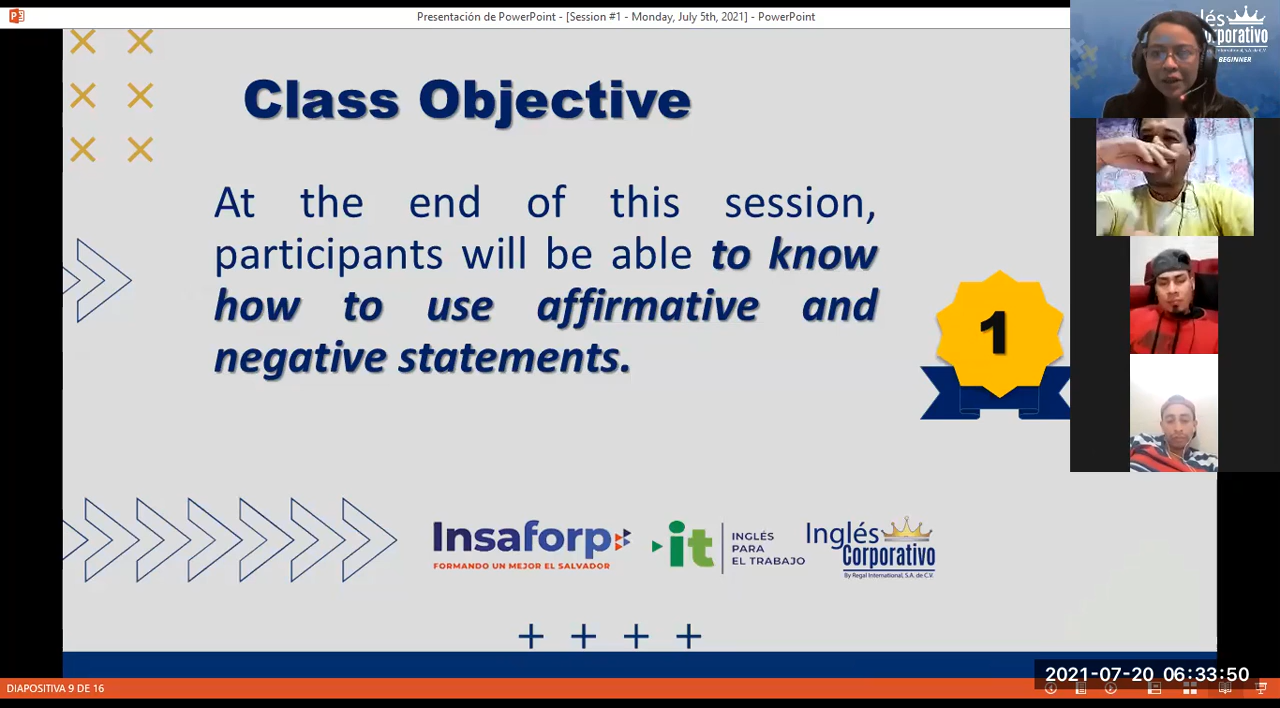 Presentación de PowerPoint - [Session #1 - Monday, July 5th, 2021] - PowerPoint
Corporativo
BEGINNER
Class Objective
At the end of this session,
participants will be able to know
how to use affirmative and
negative statements.
1
Insaforp
FORMANDO UN MEJOR EL SALVADOR
it
INGLÉS
PARA
EL TRABAJO
Inglés
Corporativo
By Regal International, S.A. de C.V.
2021-07-20 06:33:50
DIAPOSITIVA 9 DE 16